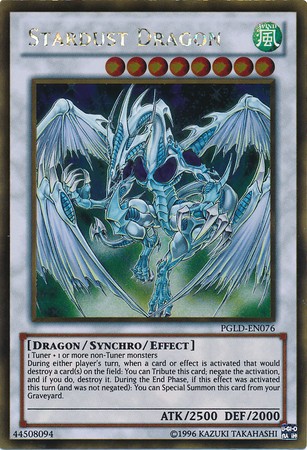 STARDUST DRAGON
WIND
風
PGLD-EN076
[DRAGON / SYNCHRO / EFFECT]
1 Tuner + 1 or more non-Tuner monsters
During either player's turn, when a card or effect is activated that would
destroy a card(s) on the field: You can Tribute this card; negate the activation,
and if you do, destroy it. During the End Phase, if this effect was activated
this turn (and was not negated): You can Special Summon this card from your
Graveyard.
ATK/2500 DEF/2000
44508094
©1996 KAZUKI TAKAHASHI